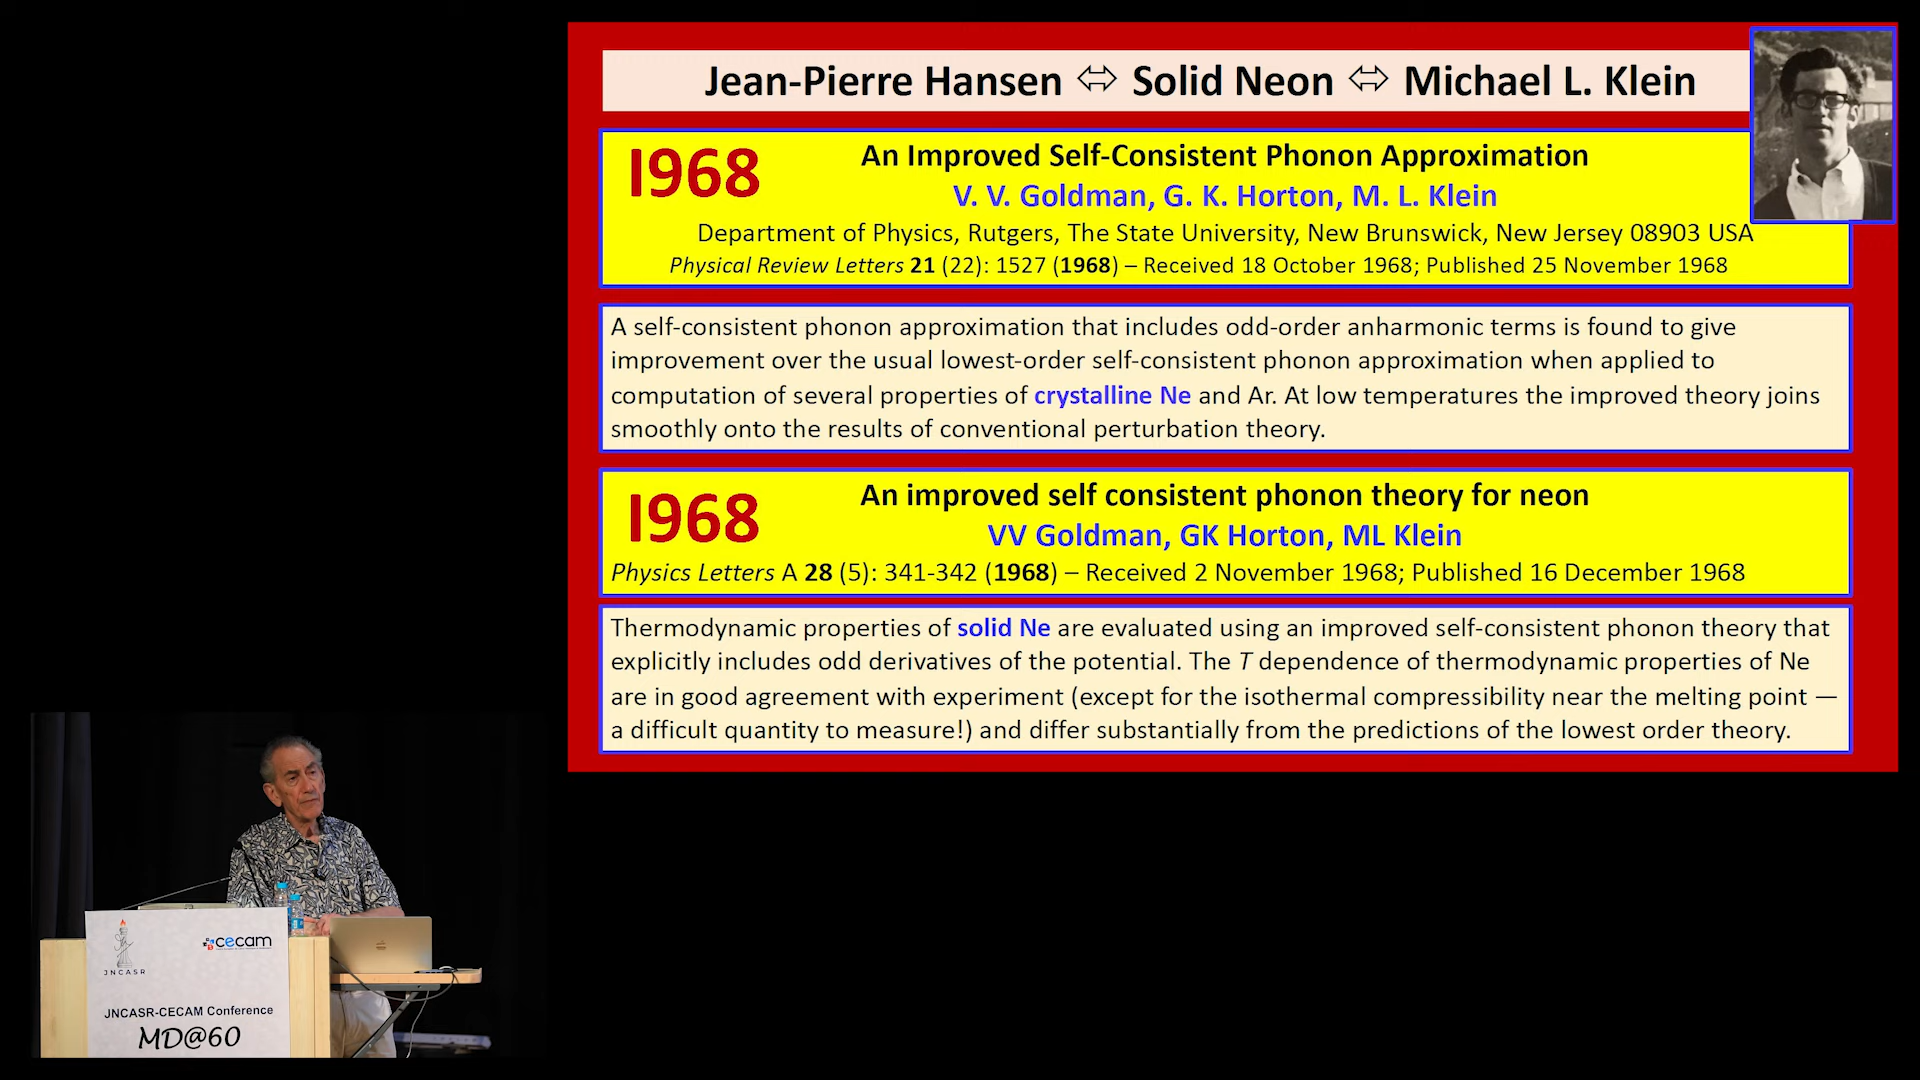 Jean-Pierre Hansen ⇔ Solid Neon ⇔ Michael L. Klein
I968
An Improved Self-Consistent Phonon Approximation
V. V. Goldman, G. K. Horton, M. L. Klein
Department of Physics, Rutgers, The State University, New Brunswick, New Jersey 08903 USA
Physical Review Letters 21 (22): 1527 (1968) – Received 18 October 1968; Published 25 November 1968
A self-consistent phonon approximation that includes odd-order anharmonic terms is found to give
improvement over the usual lowest-order self-consistent phonon approximation when applied to
computation of several properties of crystalline Ne and Ar. At low temperatures the improved theory joins
smoothly onto the results of conventional perturbation theory.
I968
An improved self consistent phonon theory for neon
VV Goldman, GK Horton, ML Klein
Physics Letters A 28 (5): 341-342 (1968) – Received 2 November 1968; Published 16 December 1968
Thermodynamic properties of solid Ne are evaluated using an improved self-consistent phonon theory that
explicitly includes odd derivatives of the potential. The T dependence of thermodynamic properties of Ne
are in good agreement with experiment (except for the isothermal compressibility near the melting point —
a difficult quantity to measure!) and differ substantially from the predictions of the lowest order theory.
JNCASR
cecam
JNCASR-CECAM Conference
MD@60